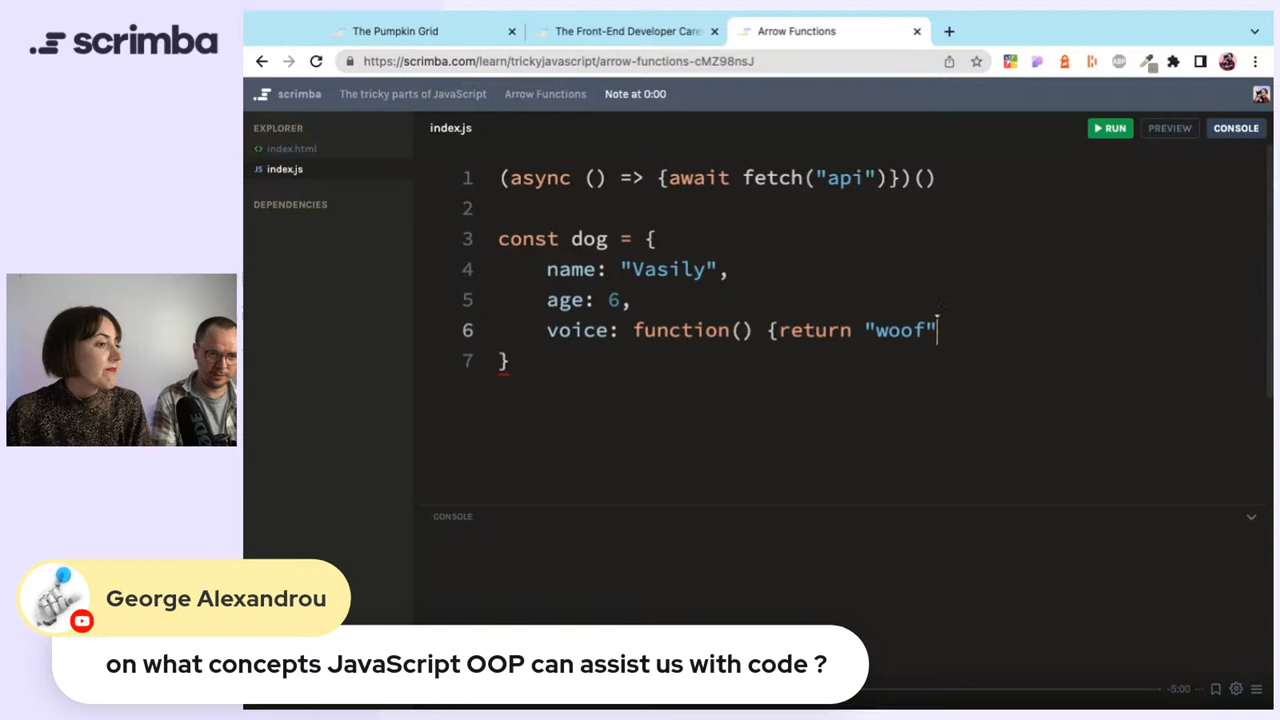 scrimba
The Pumpkin Grid
The Front-End Developer Care
Arrow Functions
https://scrimba.com/learn/trickyjavascript/arrow-functions-cMZ98nsJ
scrimba
The tricky parts of JavaScript
Arrow Functions
Note at 0:00
EXPLORER
index.html
JS index.js
DEPENDENCIES
index.js
RUN
PREVIEW
CONSOLE
1 (async () => {await fetch("api")})()
2
3 const dog = {
4 name: "Vasily",
5 age: 6,
6 voice: function() {return "woof"
7 }
CONSOLE
-5:00
RODE
George Alexandrou
on what concepts JavaScript OOP can assist us with code ?